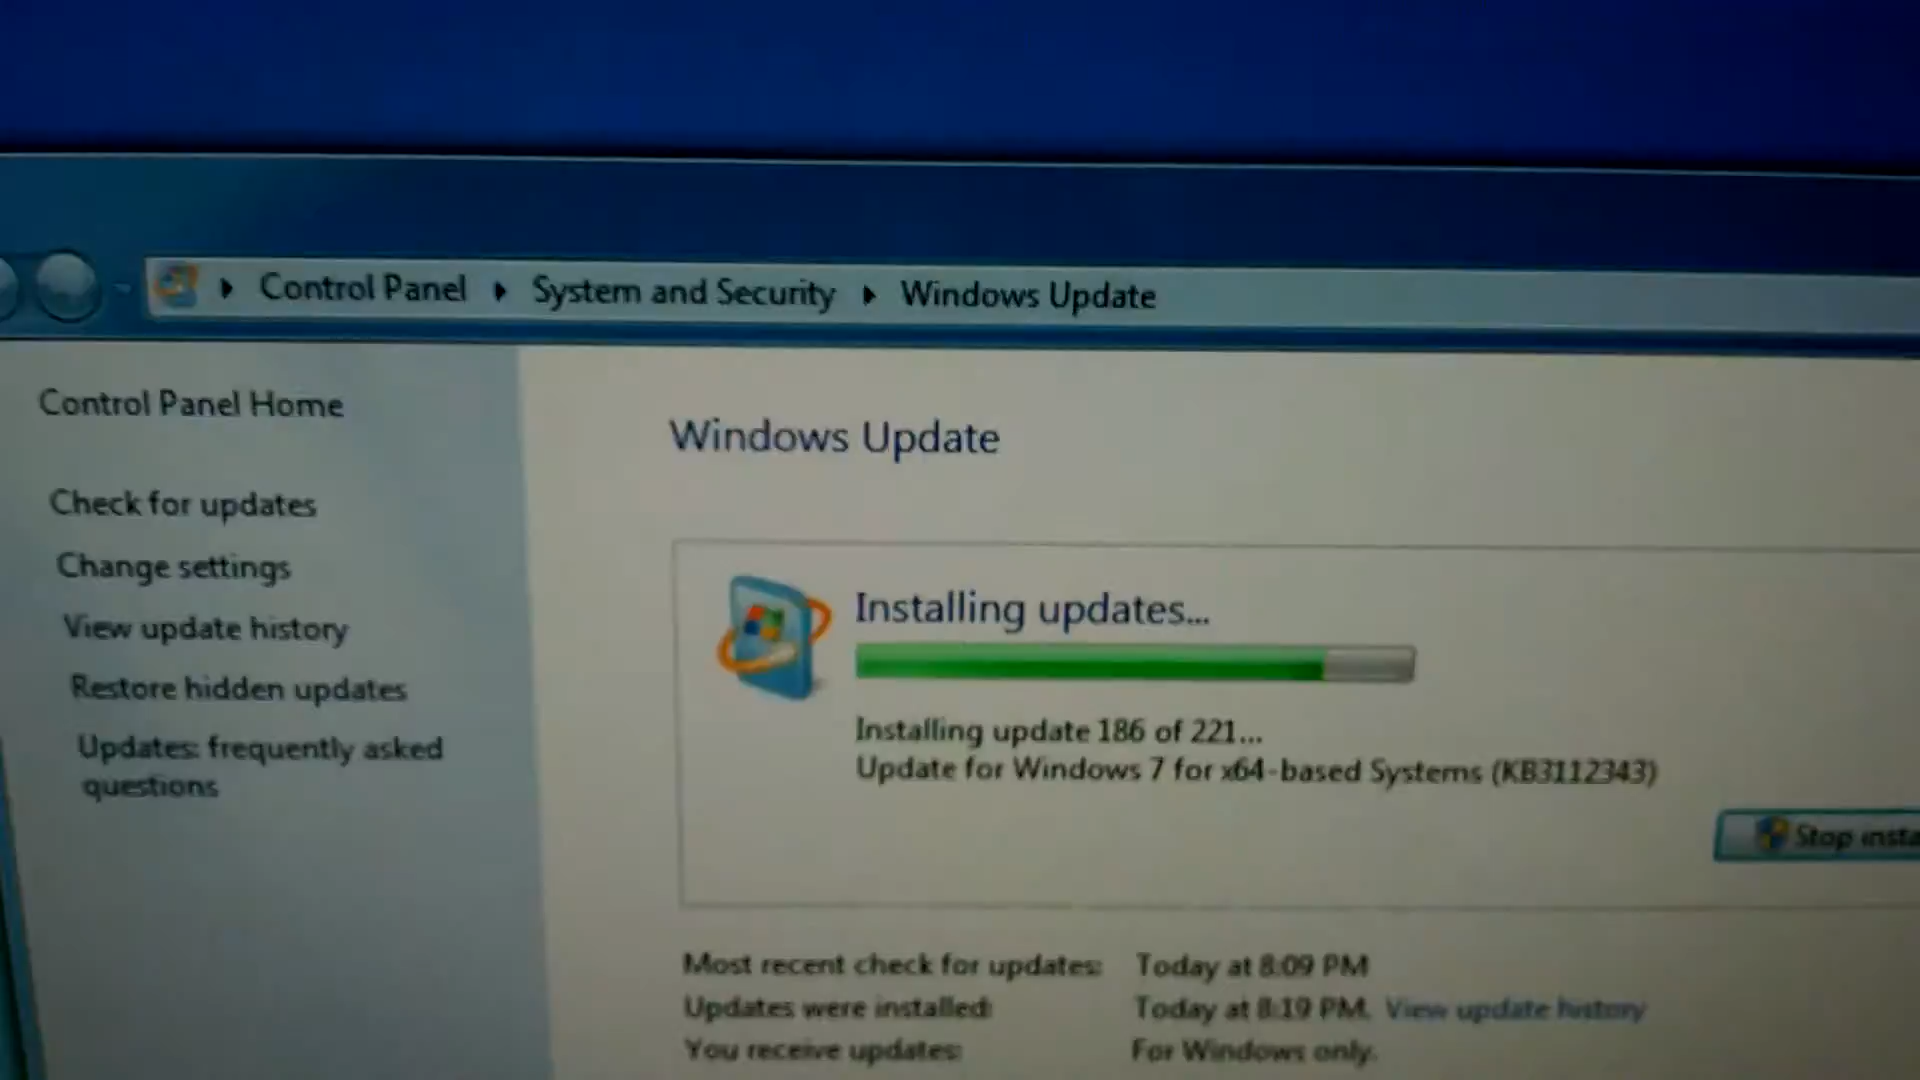 Control Panel ▸ System and Security ▸ Windows Update
Control Panel Home
Check for updates
Change settings
View update history
Restore hidden updates
Updates: frequently asked
questions
Windows Update
Installing updates...
Installing update 186 of 221...
Update for Windows 7 for x64-based Systems (KB3112343)
Stop insta
Most recent check for updates: Today at 8:09 PM
Updates were installed: Today at 8:19 PM. View update history
You receive updates: For Windows only.